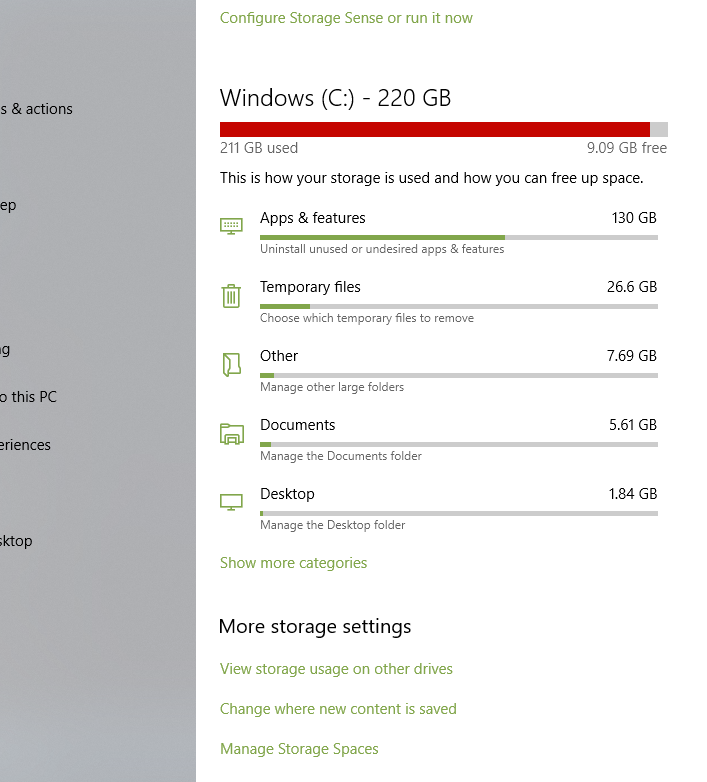 Configure Storage Sense or run it now
Windows (C:) - 220 GB
s & actions
211 GB used 9.09 GB free
This is how your storage is used and how you can free up space.
ep
Apps & features 130 GB
Uninstall unused or undesired apps & features
Temporary files 26.6 GB
Choose which temporary files to remove
g
Other 7.69 GB
Manage other large folders
o this PC
Documents 5.61 GB
eriences
Manage the Documents folder
Desktop 1.84 GB
Manage the Desktop folder
sktop
Show more categories
More storage settings
View storage usage on other drives
Change where new content is saved
Manage Storage Spaces